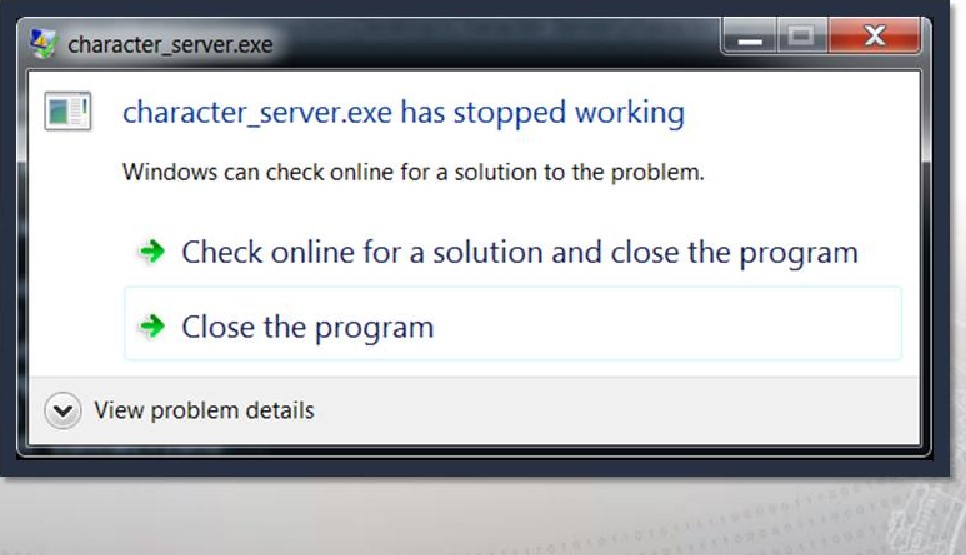 character_server.exe
character_server.exe has stopped working
Windows can check online for a solution to the problem.
Check online for a solution and close the program
Close the program
View problem details